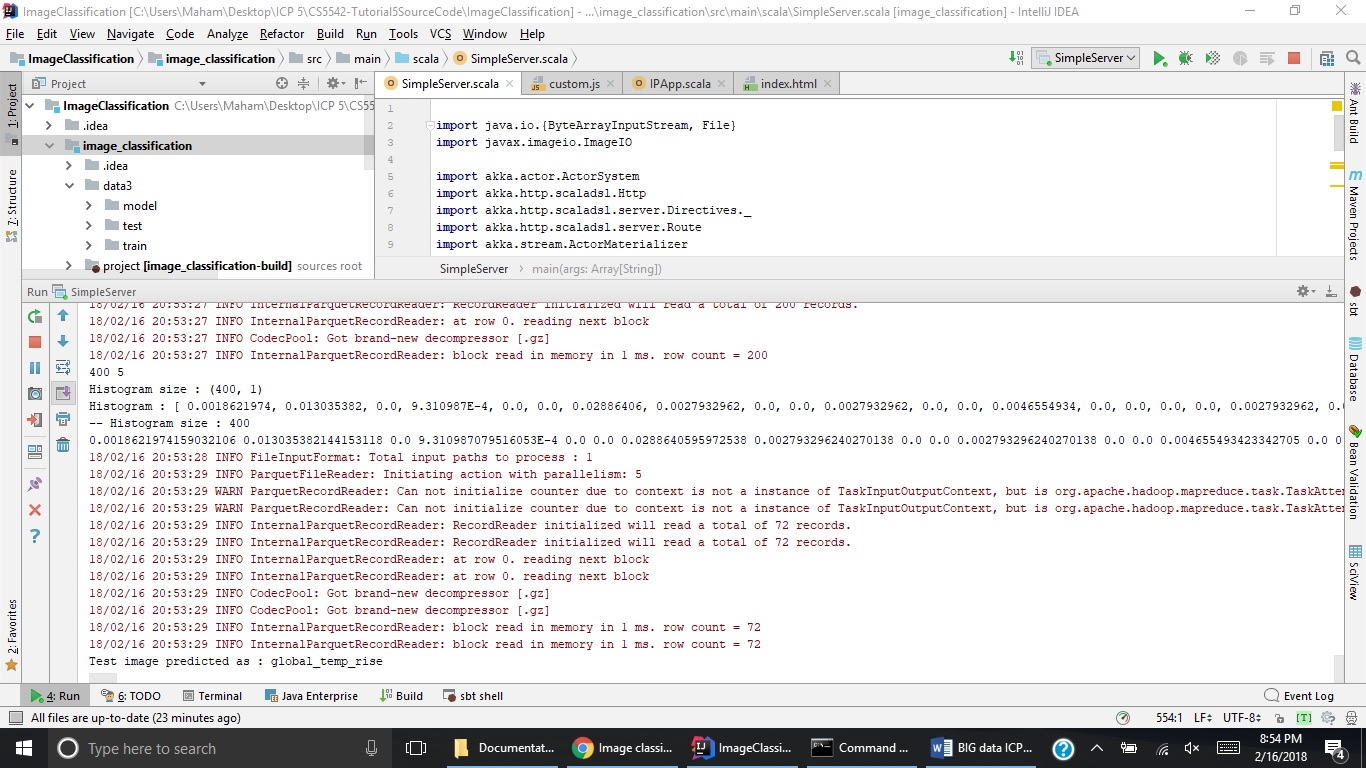 ImageClassification [C:\Users\Maham\Desktop\ICP 5\CS5542-Tutorial5SourceCode\ImageClassification] - ...\image_classification\src\main\scala\SimpleServer.scala [image_classification] - IntelliJ IDEA
File Edit View Navigate Code Analyze Refactor Build Run Tools VCS Window Help
ImageClassification image_classification src main scala SimpleServer.scala SimpleServer
Project SimpleServer.scala custom.js IPApp.scala index.html
ImageClassification C:\Users\Maham\Desktop\ICP 5\CS55
.idea
image_classification
.idea
data3
model
test
train
project [image_classification-build] sources root
1
2 import java.io.{ByteArrayInputStream, File}
3 import javax.imageio.ImageIO
4
5 import akka.actor.ActorSystem
6 import akka.http.scaladsl.Http
7 import akka.http.scaladsl.server.Directives._
8 import akka.http.scaladsl.server.Route
9 import akka.stream.ActorMaterializer
SimpleServer main(args: Array[String])
1: Project
7: Structure
2: Favorites
Ant Build
Maven Projects
sbt
Database
Bean Validation
SciView
Run SimpleServer
18/02/16 20:53:27 INFO InternalParquetRecordReader: RecordReader initialized will read a total of 200 records.
18/02/16 20:53:27 INFO InternalParquetRecordReader: at row 0. reading next block
18/02/16 20:53:27 INFO CodecPool: Got brand-new decompressor [.gz]
18/02/16 20:53:27 INFO InternalParquetRecordReader: block read in memory in 1 ms. row count = 200
400 5
Histogram size : (400, 1)
Histogram : [ 0.0018621974, 0.013035382, 0.0, 9.310987E-4, 0.0, 0.0, 0.02886406, 0.0027932962, 0.0, 0.0, 0.0027932962, 0.0, 0.0, 0.0046554934, 0.0, 0.0, 0.0, 0.0027932962, 0.
-- Histogram size : 400
0.0018621974159032106 0.013035382144153118 0.0 9.310987079516053E-4 0.0 0.0 0.0288640595972538 0.002793296240270138 0.0 0.0 0.002793296240270138 0.0 0.0 0.004655493423342705 0.0 0
18/02/16 20:53:28 INFO FileInputFormat: Total input paths to process : 1
18/02/16 20:53:29 INFO ParquetFileReader: Initiating action with parallelism: 5
18/02/16 20:53:29 WARN ParquetRecordReader: Can not initialize counter due to context is not a instance of TaskInputOutputContext, but is org.apache.hadoop.mapreduce.task.TaskAtte
18/02/16 20:53:29 WARN ParquetRecordReader: Can not initialize counter due to context is not a instance of TaskInputOutputContext, but is org.apache.hadoop.mapreduce.task.TaskAtte
18/02/16 20:53:29 INFO InternalParquetRecordReader: RecordReader initialized will read a total of 72 records.
18/02/16 20:53:29 INFO InternalParquetRecordReader: RecordReader initialized will read a total of 72 records.
18/02/16 20:53:29 INFO InternalParquetRecordReader: at row 0. reading next block
18/02/16 20:53:29 INFO InternalParquetRecordReader: at row 0. reading next block
18/02/16 20:53:29 INFO CodecPool: Got brand-new decompressor [.gz]
18/02/16 20:53:29 INFO CodecPool: Got brand-new decompressor [.gz]
18/02/16 20:53:29 INFO InternalParquetRecordReader: block read in memory in 1 ms. row count = 72
18/02/16 20:53:29 INFO InternalParquetRecordReader: block read in memory in 1 ms. row count = 72
Test image predicted as : global_temp_rise
4: Run 6: TODO Terminal Java Enterprise Build sbt shell Event Log
All files are up-to-date (23 minutes ago) 554:1 LF UTF-8 [T]
Type here to search Documentat... Image classi... ImageClassi... Command ... BIG data ICP... 8:54 PM
2/16/2018 4